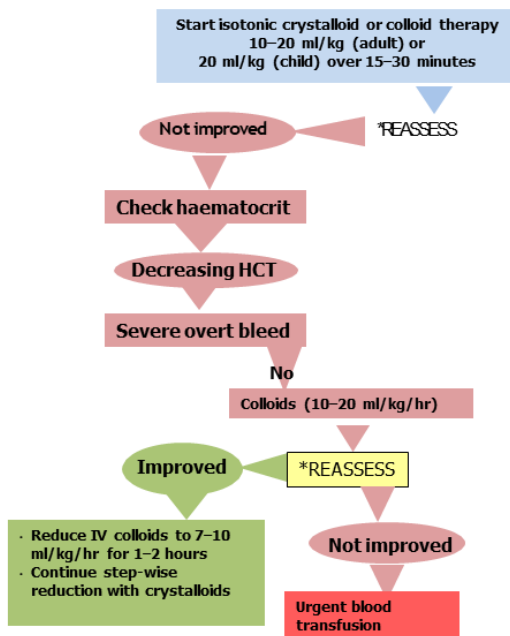 Start isotonic crystalloid or colloid therapy
10–20 ml/kg (adult) or
20 ml/kg (child) over 15–30 minutes
*REASSESS
Not improved
Check haematocrit
Decreasing HCT
Severe overt bleed
No
Colloids (10–20 ml/kg/hr)
*REASSESS
Improved
· Reduce IV colloids to 7–10
ml/kg/hr for 1–2 hours
· Continue step-wise
reduction with crystalloids
Not improved
Urgent blood
transfusion